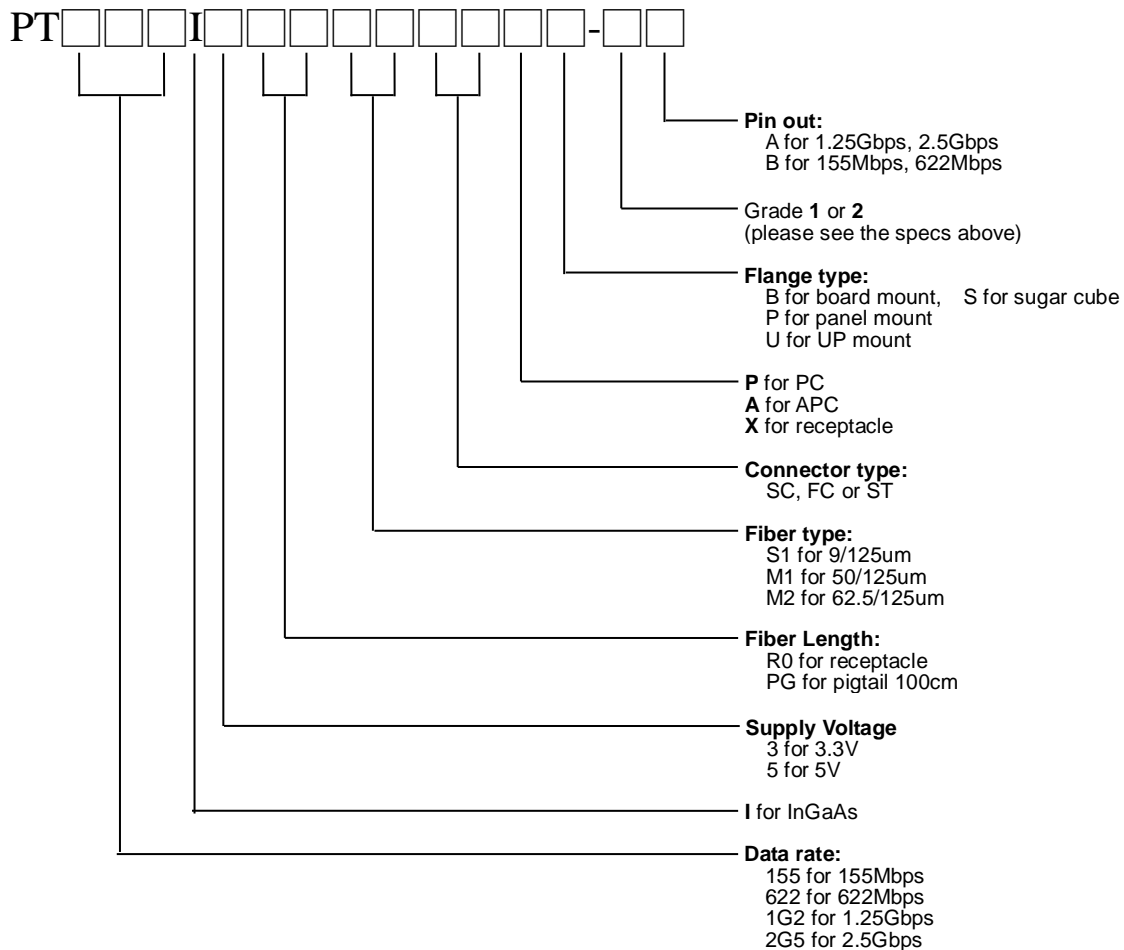 PT□□□I□□□□□□□□□-□□
Pin out:
A for 1.25Gbps, 2.5Gbps
B for 155Mbps, 622Mbps
Grade 1 or 2
(please see the specs above)
Flange type:
B for board mount, S for sugar cube
P for panel mount
U for UP mount
P for PC
A for APC
X for receptacle
Connector type:
SC, FC or ST
Fiber type:
S1 for 9/125um
M1 for 50/125um
M2 for 62.5/125um
Fiber Length:
R0 for receptacle
PG for pigtail 100cm
Supply Voltage
3 for 3.3V
5 for 5V
I for InGaAs
Data rate:
155 for 155Mbps
622 for 622Mbps
1G2 for 1.25Gbps
2G5 for 2.5Gbps